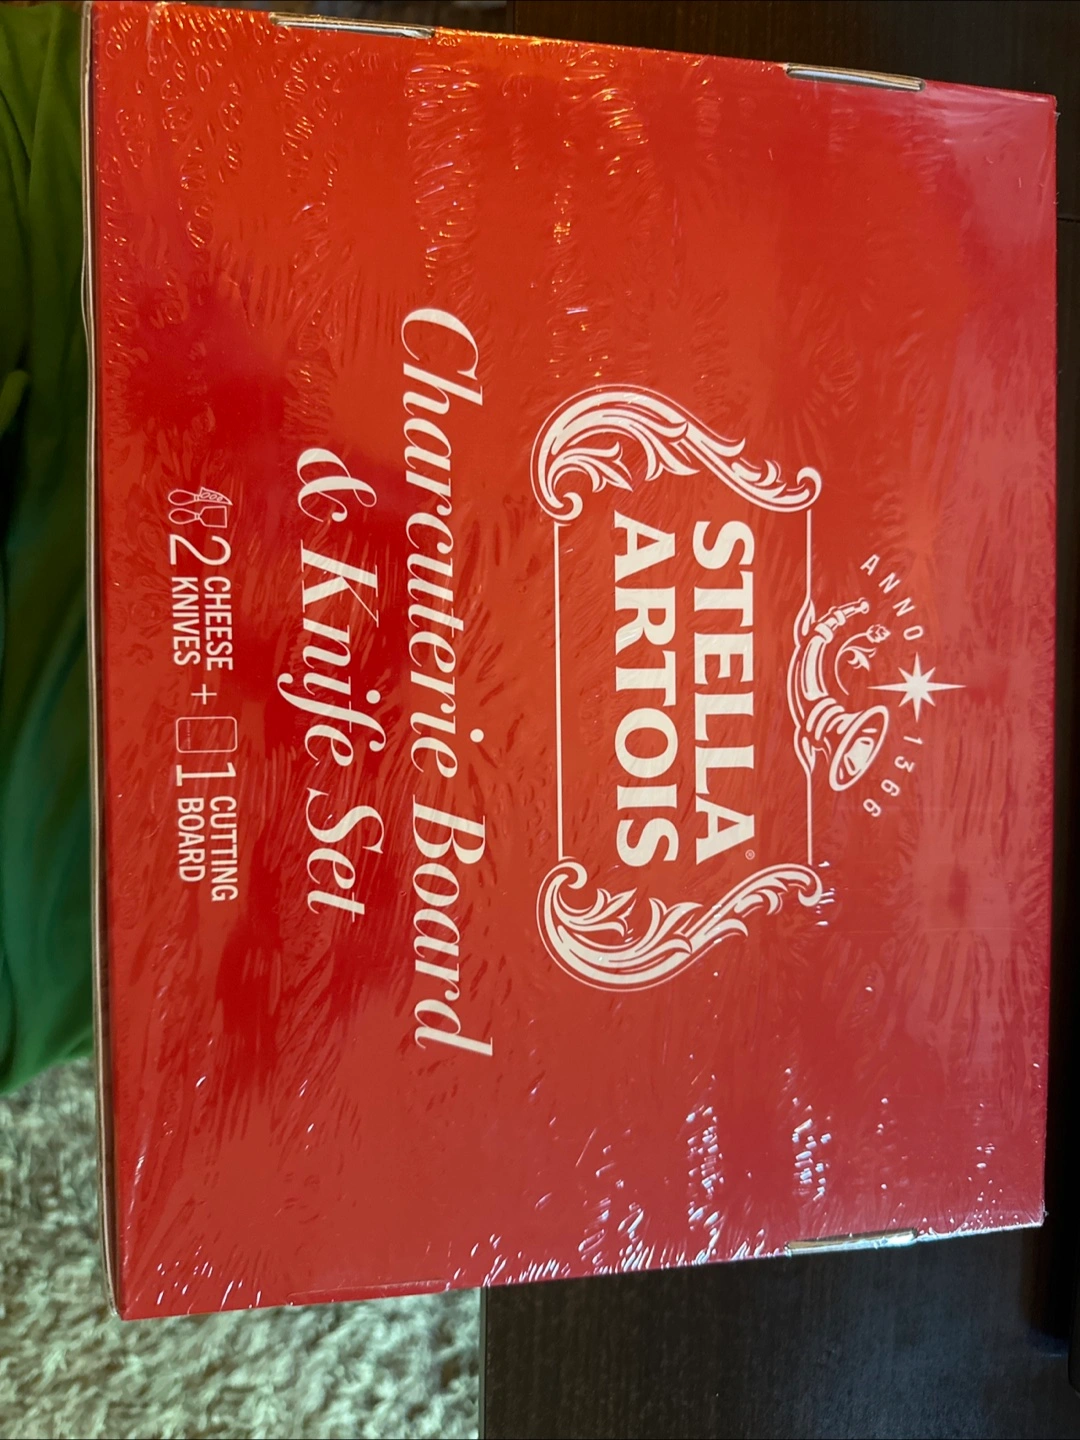 ANNO 1366
STELLA
ARTOIS®
Charcuterie Board
& Knife Set
2 CHEESE KNIVES + 1 CUTTING BOARD